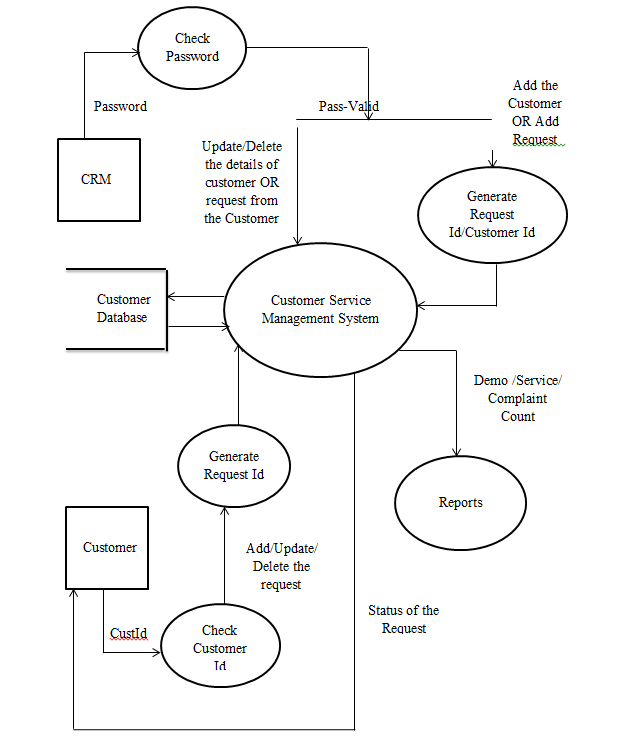 Check
Password
Password
Pass-Valid
Add the
Customer
OR Add
Request
CRM
Update/Delete
the details of
customer OR
request from
the Customer
Generate
Request
Id/Customer Id
Customer
Database
Customer Service
Management System
Demo /Service/
Complaint
Count
Generate
Request Id
Reports
Customer
Add/Update/
Delete the
request
CustId
Check
Customer
Id
Status of the
Request